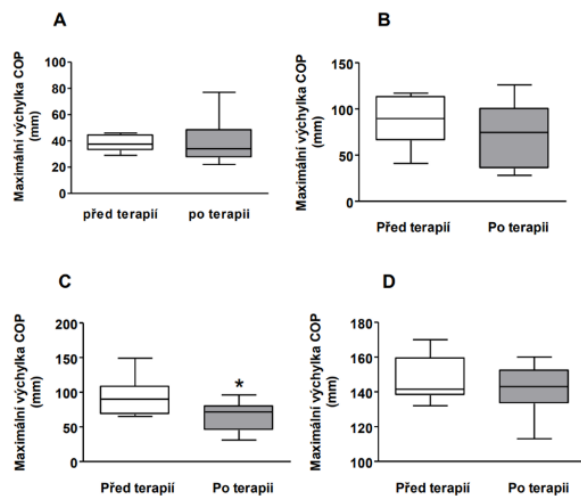 A
Maximální výchylka COP
(mm)
100
80
60
40
20
0
před terapií
po terapii
B
Maximální výchylka COP
(mm)
150
100
50
0
Před terapií
Po terapii
C
Maximální výchylka COP
(mm)
200
150
100
50
0
*
Před terapií
Po terapii
D
Maximální výchylka COP
(mm)
180
160
140
120
100
Před terapií
Po terapii